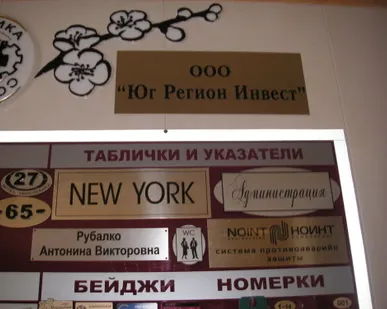 ООО
"Юг Регион Инвест"
ТАБЛИЧКИ И УКАЗАТЕЛИ
27
NEW YORK
Администрация
-65-
Рубалко
Антонина Викторовна
WC
NOINT НОИНТ
система противоаварийной
защиты
БЕЙДЖИ НОМЕРКИ
001